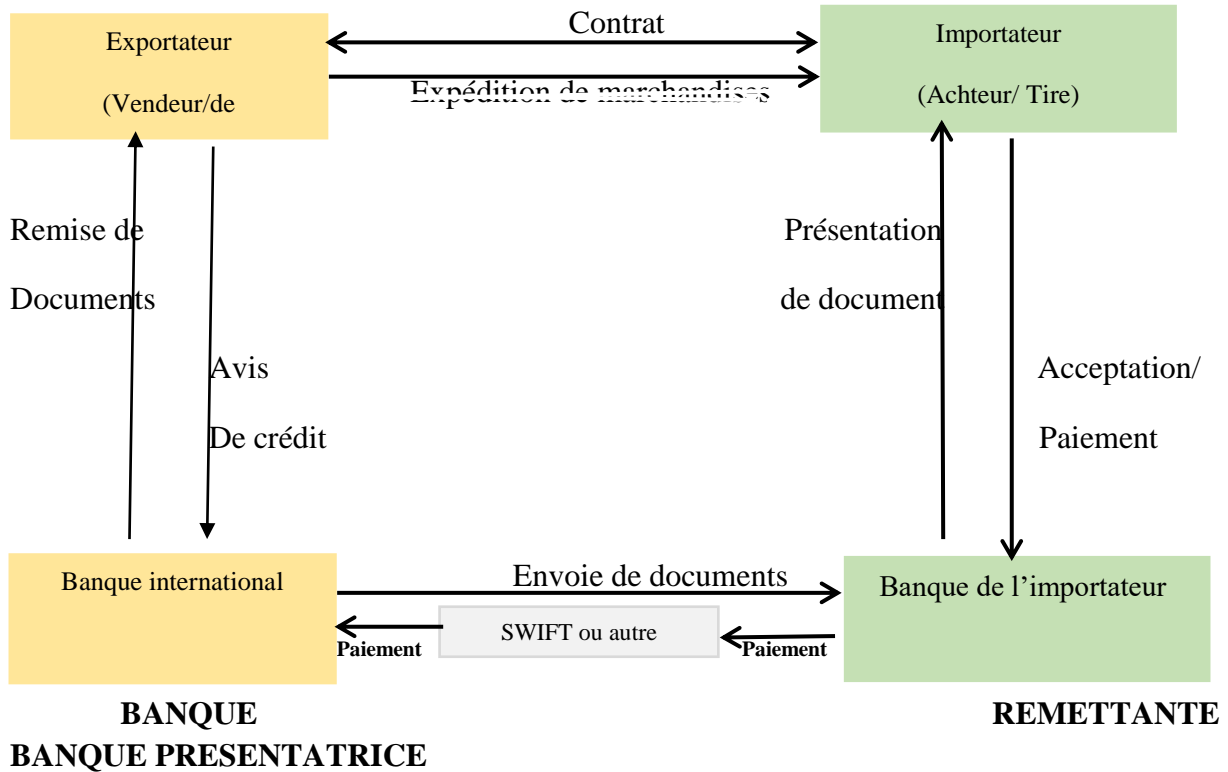 Exportateur
Contrat
Importateur
(Vendeur/de
Expédition de marchandises
(Achteur/ Tire)
Remise de
Documents
Présentation
de document
Avis
De crédit
Acceptation/
Paiement
Banque international
Envoie de documents
Banque de l’importateur
SWIFT ou autre
Paiement
Paiement
BANQUE
REMETTANTE
BANQUE PRESENTATRICE